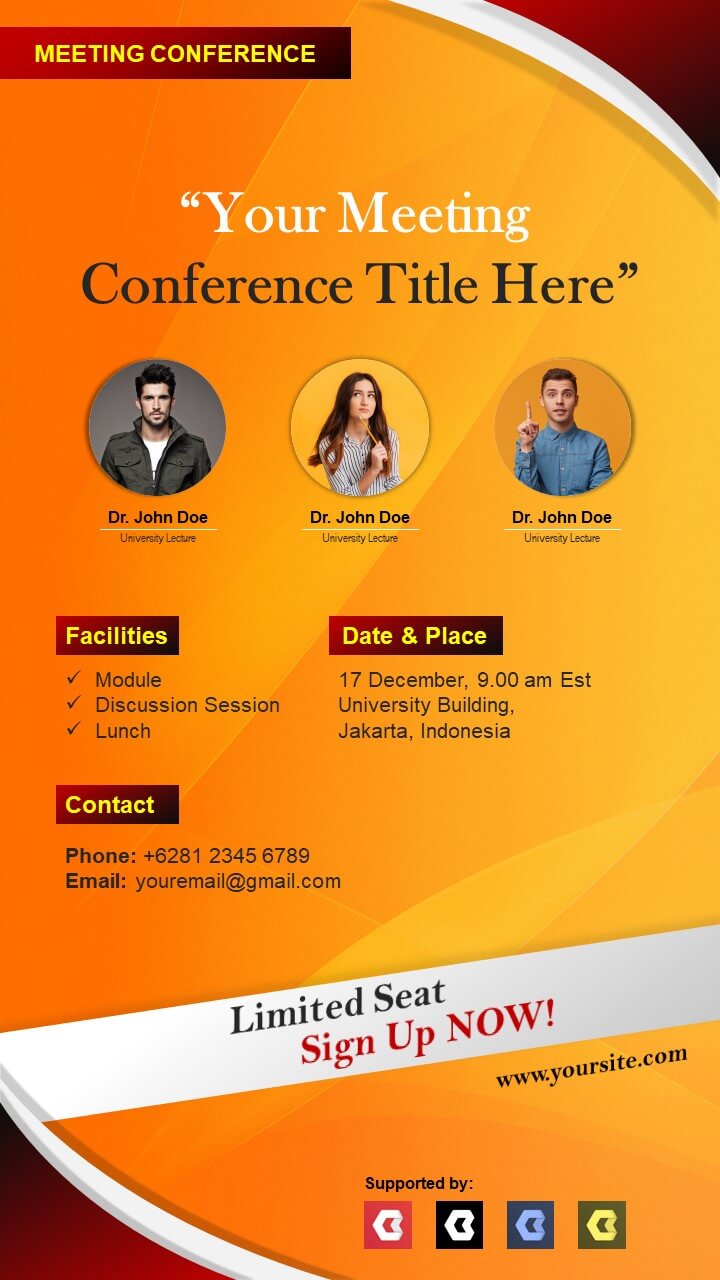 MEETING CONFERENCE
“Your Meeting
Conference Title Here”
Dr. John Doe
University Lecture
Dr. John Doe
University Lecture
Dr. John Doe
University Lecture
Facilities
✓ Module
✓ Discussion Session
✓ Lunch
Date & Place
17 December, 9.00 am Est
University Building,
Jakarta, Indonesia
Contact
Phone: +6281 2345 6789
Email: youremail@gmail.com
Limited Seat
Sign Up NOW!
www.yoursite.com
Supported by: